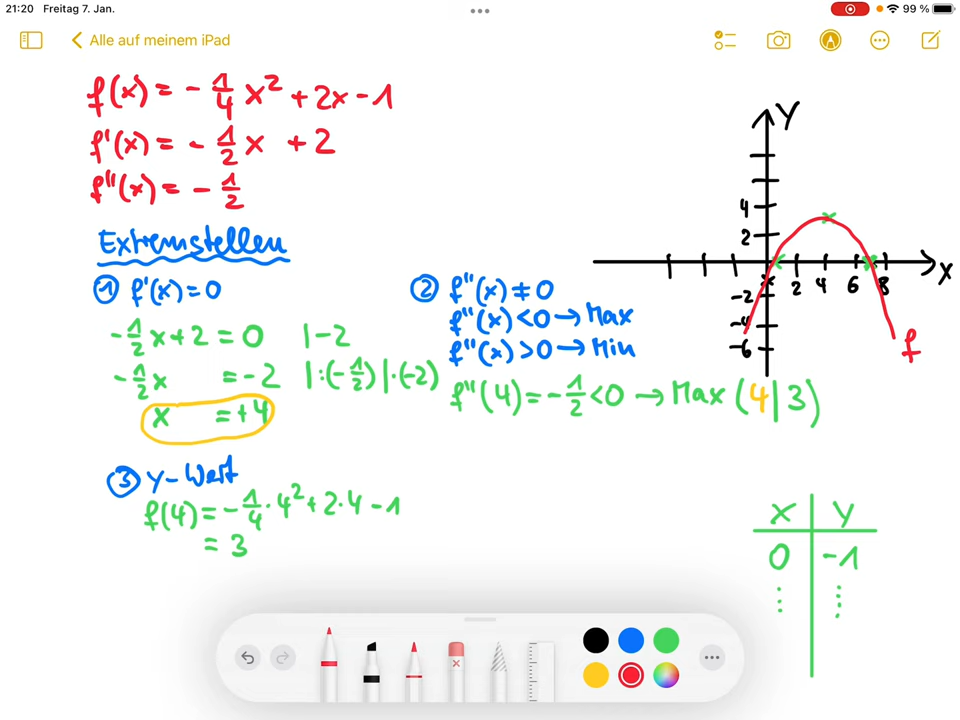 21:20 Freitag 7. Jan.
99 %
Alle auf meinem iPad
f(x) = - 1/4 x² + 2x - 1
f'(x) = - 1/2 x + 2
f''(x) = - 1/2
Extremstellen
① f'(x) = 0
- 1/2 x + 2 = 0 | -2
- 1/2 x = -2 | :(- 1/2) | ·(-2)
x = +4
② f''(x) ≠ 0
f''(x) < 0 → Max
f''(x) > 0 → Min
f''(4) = - 1/2 < 0 → Max (4|3)
③ Y-Wert
f(4) = - 1/4 · 4² + 2 · 4 - 1
= 3
Y
4
2
-2
-4
-6
2 4 6 8
X
f
X Y
0 -1
⋮ ⋮